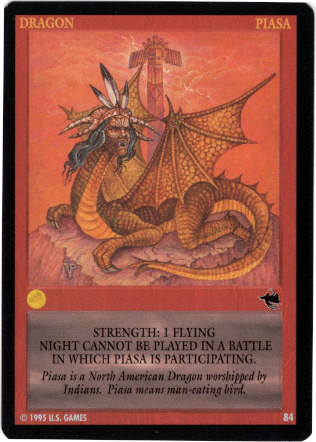 DRAGON PIASA
STRENGTH: 1 FLYING
NIGHT CANNOT BE PLAYED IN A BATTLE
IN WHICH PIASA IS PARTICIPATING.
Piasa is a North American Dragon worshipped by
Indians. Piasa means man-eating bird.
© 1995 U.S. GAMES 84